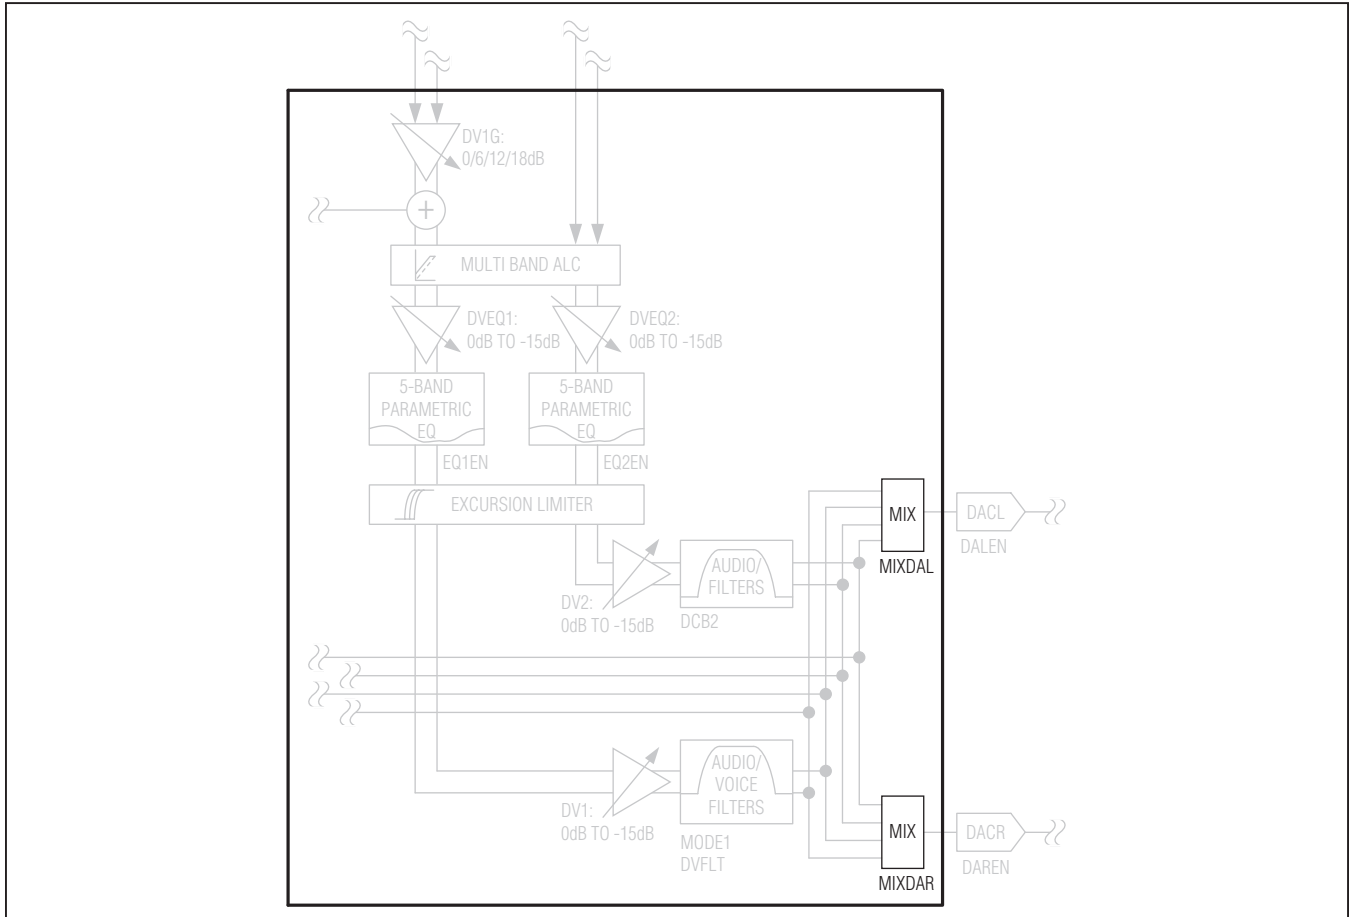 DV1G:
0/6/12/18dB
+
MULTI BAND ALC
DVEQ1:
0dB TO -15dB
DVEQ2:
0dB TO -15dB
5-BAND
PARAMETRIC
EQ
5-BAND
PARAMETRIC
EQ
EQ1EN
EQ2EN
EXCURSION LIMITER
MIX
MIXDAL
DACL
DALEN
AUDIO/
FILTERS
DCB2
DV2:
0dB TO -15dB
AUDIO/
VOICE
FILTERS
DV1:
0dB TO -15dB
MODE1
DVFLT
MIX
MIXDAR
DACR
DAREN